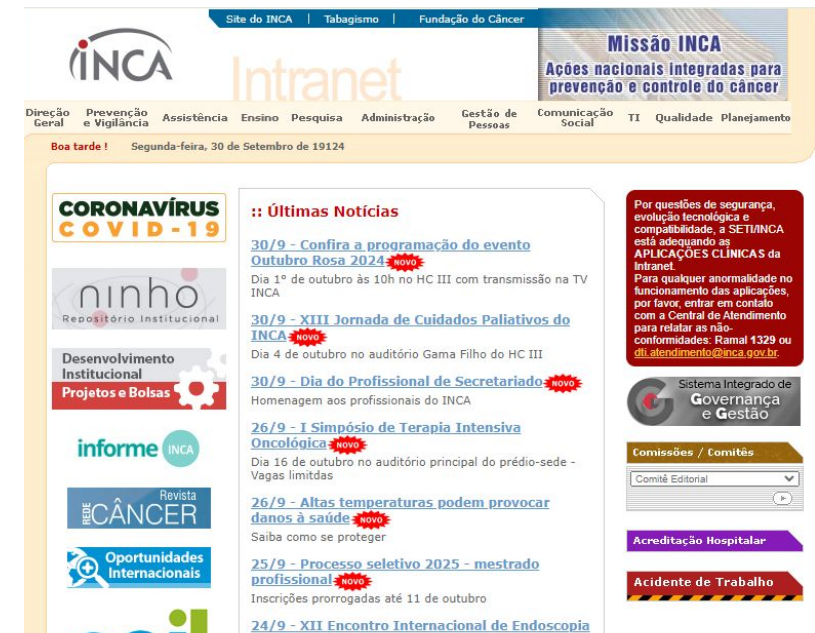 Site do INCA | Tabagismo | Fundação do Câncer
INCA
Intranet
Missão INCA
Ações nacionais integradas para
prevenção e controle do câncer
Direção
Geral
Prevenção
e Vigilância
Assistência
Ensino
Pesquisa
Administração
Gestão de
Pessoas
Comunicação
Social
TI
Qualidade
Planejamento
Boa tarde ! Segunda-feira, 30 de Setembro de 19124
CORONAVÍRUS
COVID-19
ninho
Repositório Institucional
Desenvolvimento
Institucional
Projetos e Bolsas
informe INCA
Revista
REDE CÂNCER
Oportunidades
Internacionais
:: Últimas Notícias
30/9 - Confira a programação do evento
Outubro Rosa 2024 NOVO
Dia 1° de outubro às 10h no HC III com transmissão na TV
INCA
30/9 - XIII Jornada de Cuidados Paliativos do
INCA NOVO
Dia 4 de outubro no auditório Gama Filho do HC III
30/9 - Dia do Profissional de Secretariado NOVO
Homenagem aos profissionais do INCA
26/9 - I Simpósio de Terapia Intensiva
Oncológica NOVO
Dia 16 de outubro no auditório principal do prédio-sede -
Vagas limitdas
26/9 - Altas temperaturas podem provocar
danos à saúde NOVO
Saiba como se proteger
25/9 - Processo seletivo 2025 - mestrado
profissional NOVO
Inscrições prorrogadas até 11 de outubro
24/9 - XII Encontro Internacional de Endoscopia
Por questões de segurança,
evolução tecnológica e
compatibilidade, a SETI/INCA
está adequando as
APLICAÇÕES CLÍNICAS da
Intranet.
Para qualquer anormalidade no
funcionamento das aplicações,
por favor, entrar em contato
com a Central de Atendimento
para relatar as não-
conformidades: Ramal 1329 ou
dti.atendimento@inca.gov.br.
Sistema Integrado de
Governança
e Gestão
Comissões / Comitês
Comitê Editorial
Acreditação Hospitalar
Acidente de Trabalho